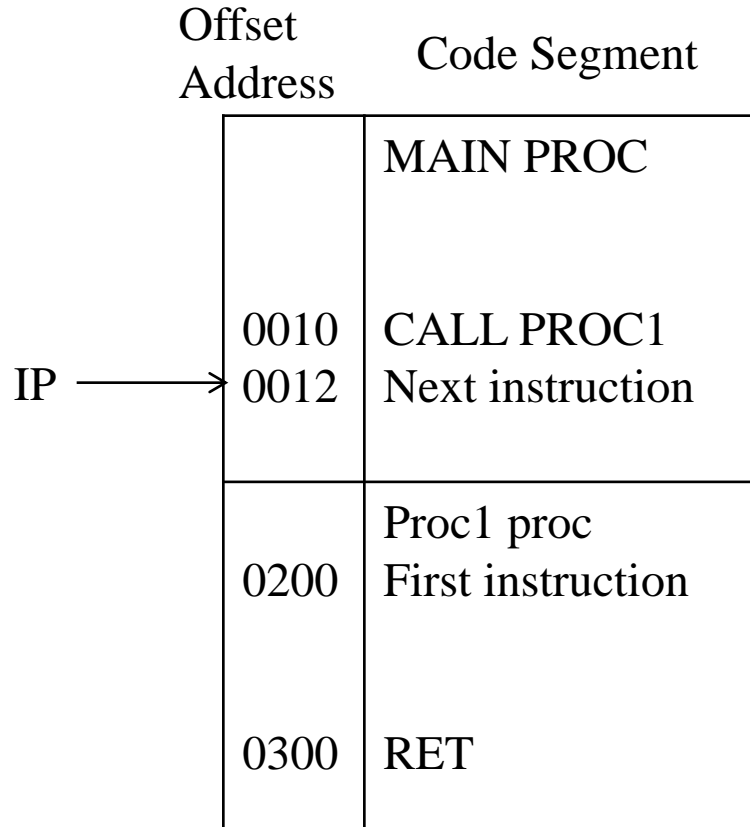 Offset
Address
Code Segment
MAIN PROC
0010 CALL PROC1
IP 0012 Next instruction
Proc1 proc
0200 First instruction
0300 RET